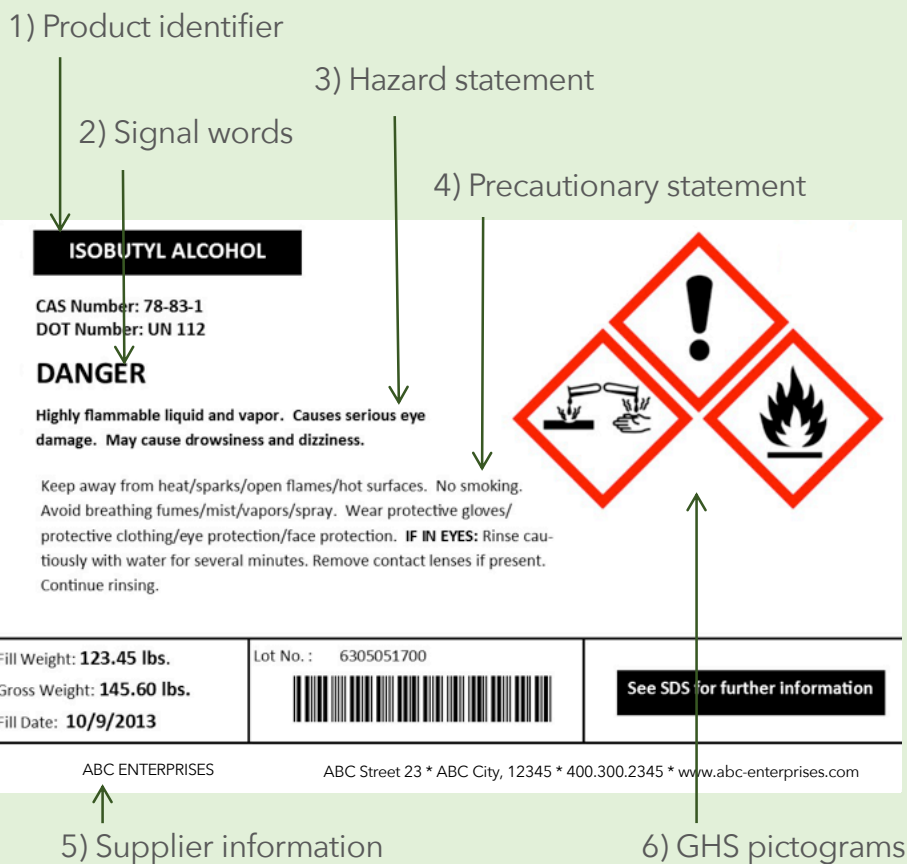 1) Product identifier
3) Hazard statement
2) Signal words
4) Precautionary statement
ISOBUTYL ALCOHOL
CAS Number: 78-83-1
DOT Number: UN 112
DANGER
Highly flammable liquid and vapor. Causes serious eye
damage. May cause drowsiness and dizziness.
Keep away from heat/sparks/open flames/hot surfaces. No smoking.
Avoid breathing fumes/mist/vapors/spray. Wear protective gloves/
protective clothing/eye protection/face protection. IF IN EYES: Rinse cau-
tiously with water for several minutes. Remove contact lenses if present.
Continue rinsing.
Fill Weight: 123.45 lbs.
Gross Weight: 145.60 lbs.
Fill Date: 10/9/2013
Lot No. : 6305051700
See SDS for further information
ABC ENTERPRISES
ABC Street 23 * ABC City, 12345 * 400.300.2345 * www.abc-enterprises.com
5) Supplier information
6) GHS pictograms